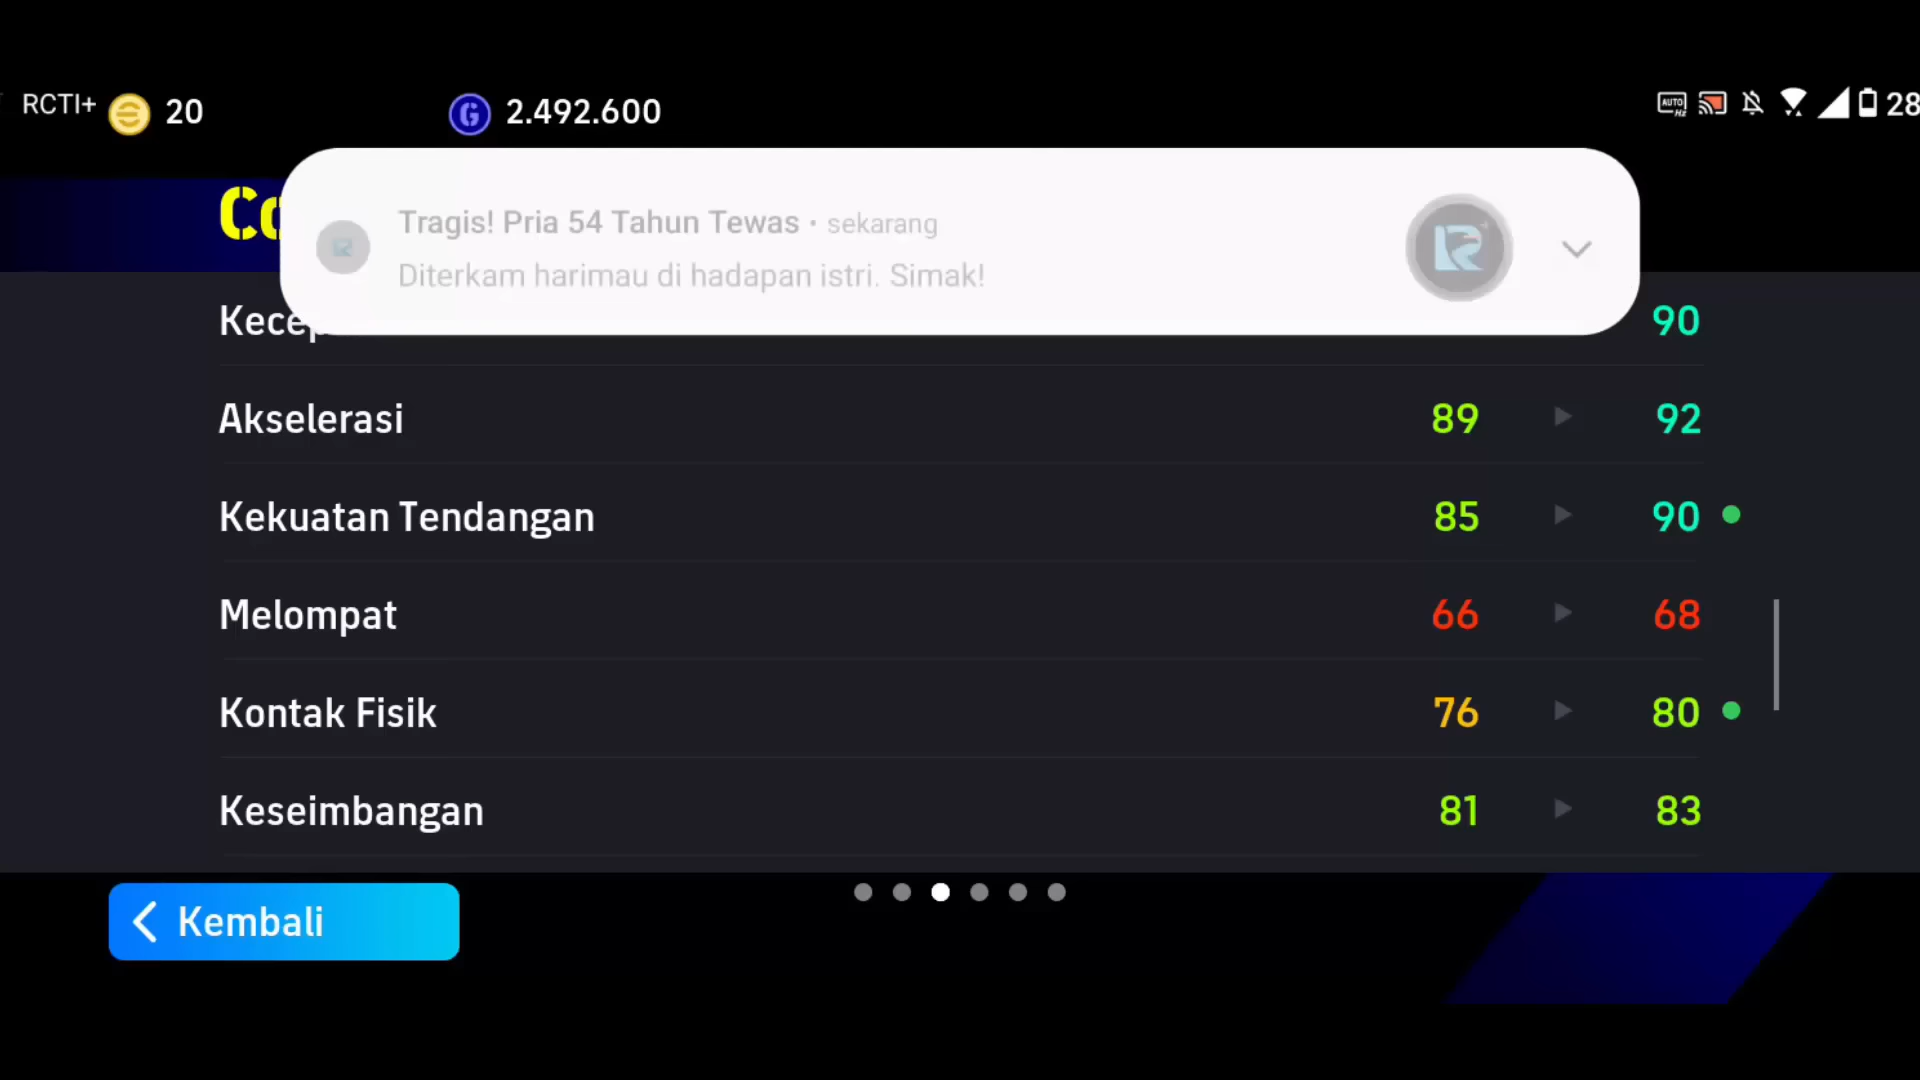 RCTI+ 20 2.492.600 28
Tragis! Pria 54 Tahun Tewas • sekarang
Diterkam harimau di hadapan istri. Simak!
90
Akselerasi 89 92
Kekuatan Tendangan 85 90
Melompat 66 68
Kontak Fisik 76 80
Keseimbangan 81 83
Kembali